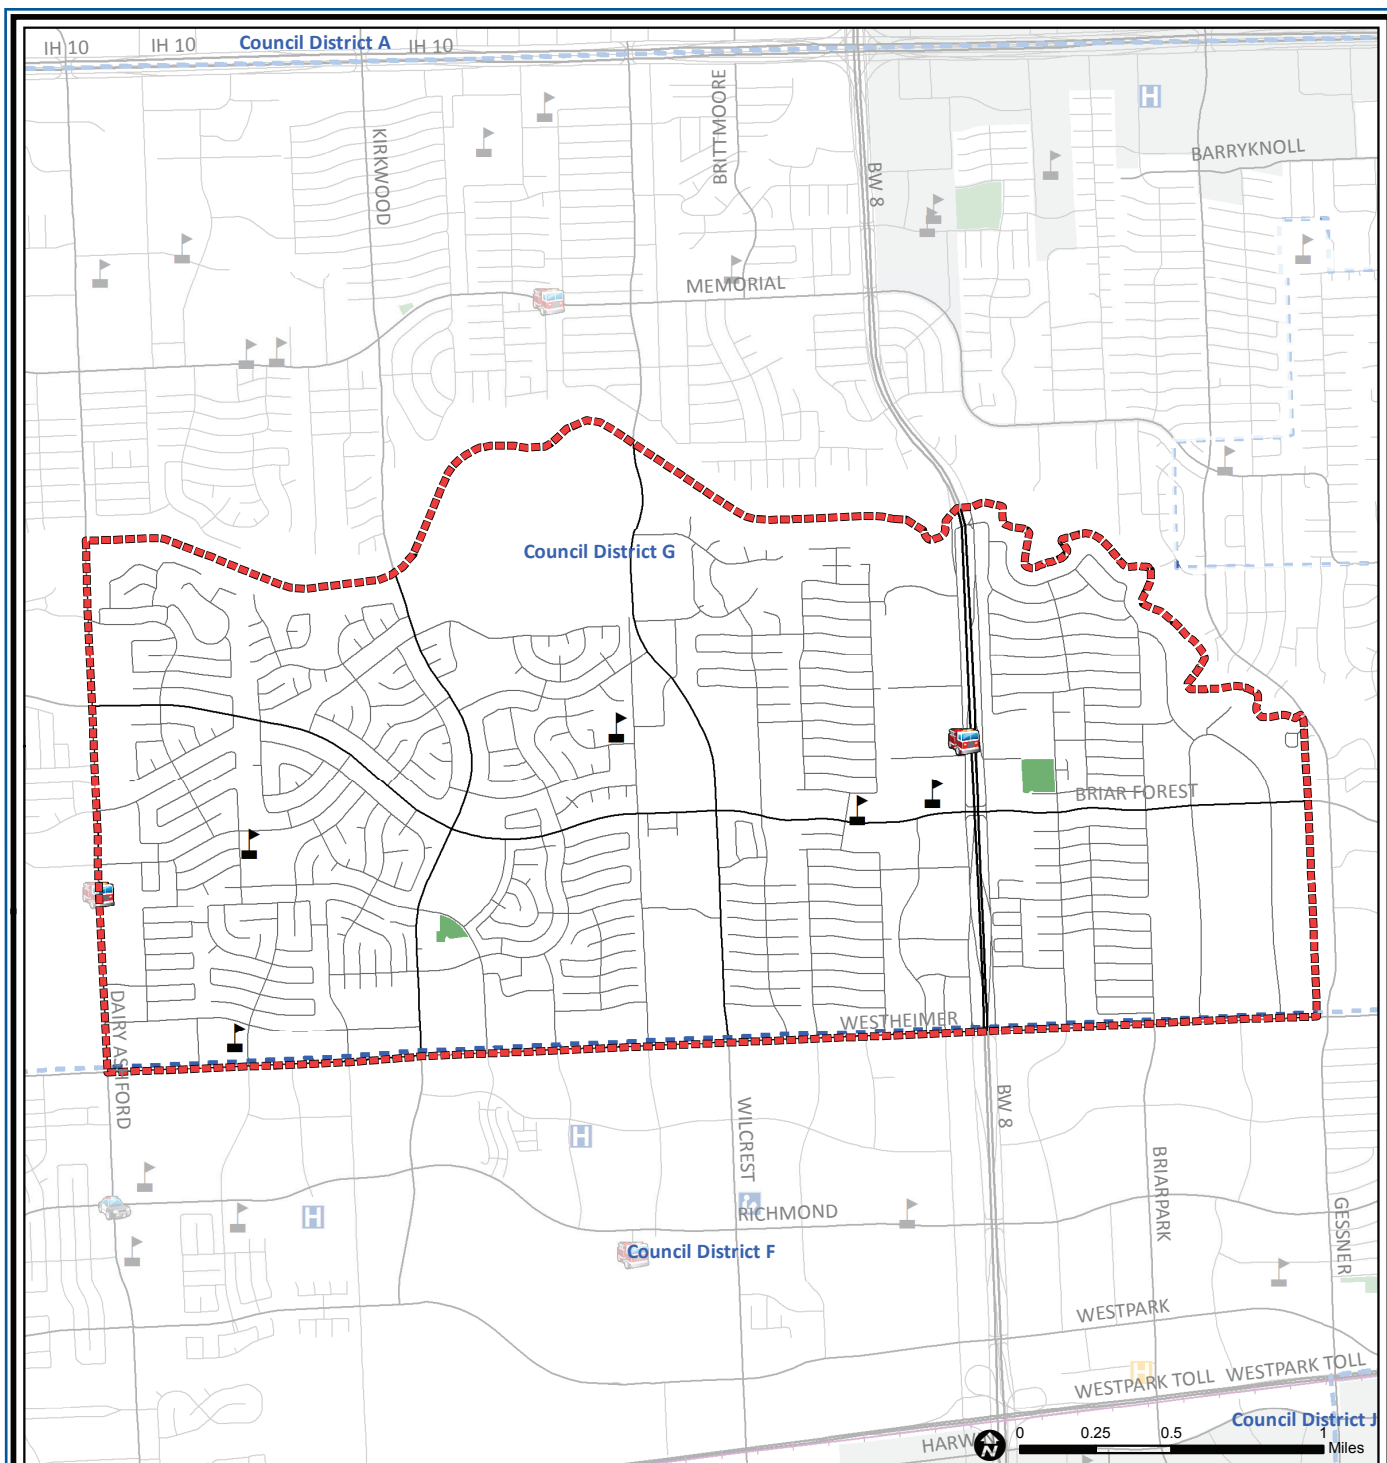 IH 10
IH 10
Council District A
IH 10
KIRKWOOD
BRITTMOORE
BW 8
BARRYKNOLL
H
MEMORIAL
Council District G
BRIAR FOREST
WESTHEIMER
DAIRY ASHFORD
WILCREST
BW 8
H
BRIARPARK
H
RICHMOND
GESSNER
Council District F
WESTPARK
H
WESTPARK TOLL
WESTPARK TOLL
Council District J
HARWIN
N
0 0.25 0.5 1
Miles